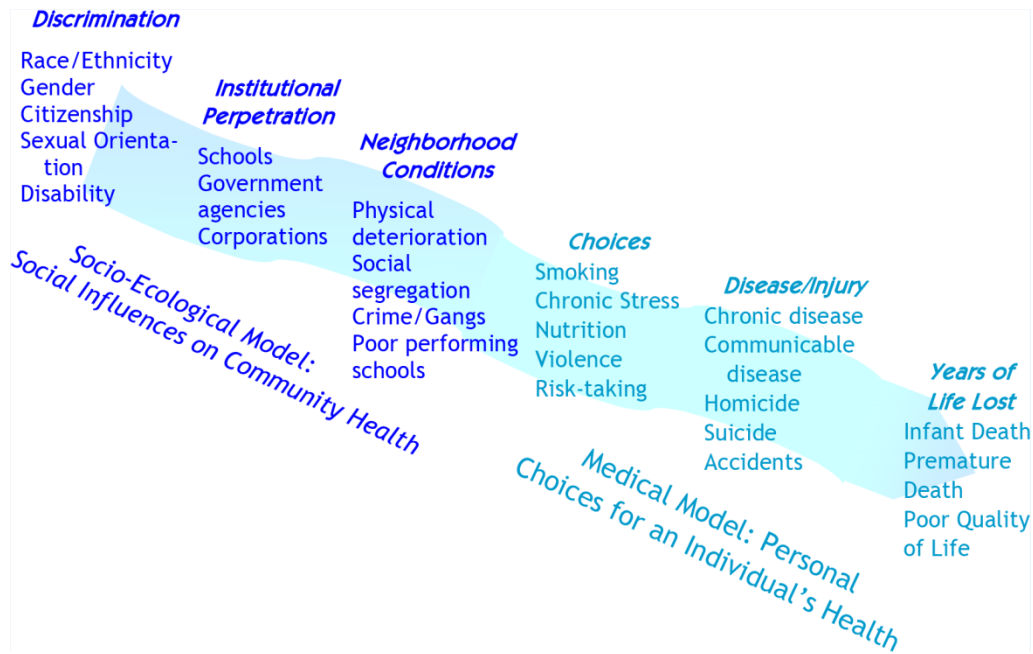 Discrimination
Race/Ethnicity
Gender
Citizenship
Sexual Orienta-
tion
Disability
Institutional
Perpetration
Schools
Government
agencies
Corporations
Neighborhood
Conditions
Physical
deterioration
Social
segregation
Crime/Gangs
Poor performing
schools
Socio-Ecological Model:
Social Influences on Community Health
Choices
Smoking
Chronic Stress
Nutrition
Violence
Risk-taking
Disease/Injury
Chronic disease
Communicable
disease
Homicide
Suicide
Accidents
Years of
Life Lost
Infant Death
Premature
Death
Poor Quality
of Life
Medical Model: Personal
Choices for an Individual’s Health